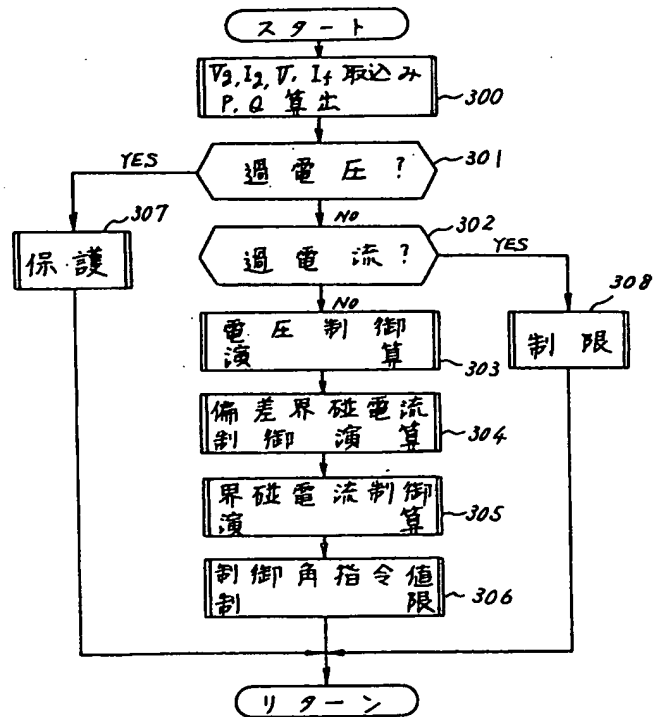 スタート
Vg, Ig, V, If 取込み
P, Q 算出
300
過電圧?
301
YES
NO
307
保護
過電流?
302
YES
NO
308
制限
電圧制御
演算
303
偏差界磁電流
制御演算
304
界磁電流制御
演算
305
制御角指令値
制限
306
リターン